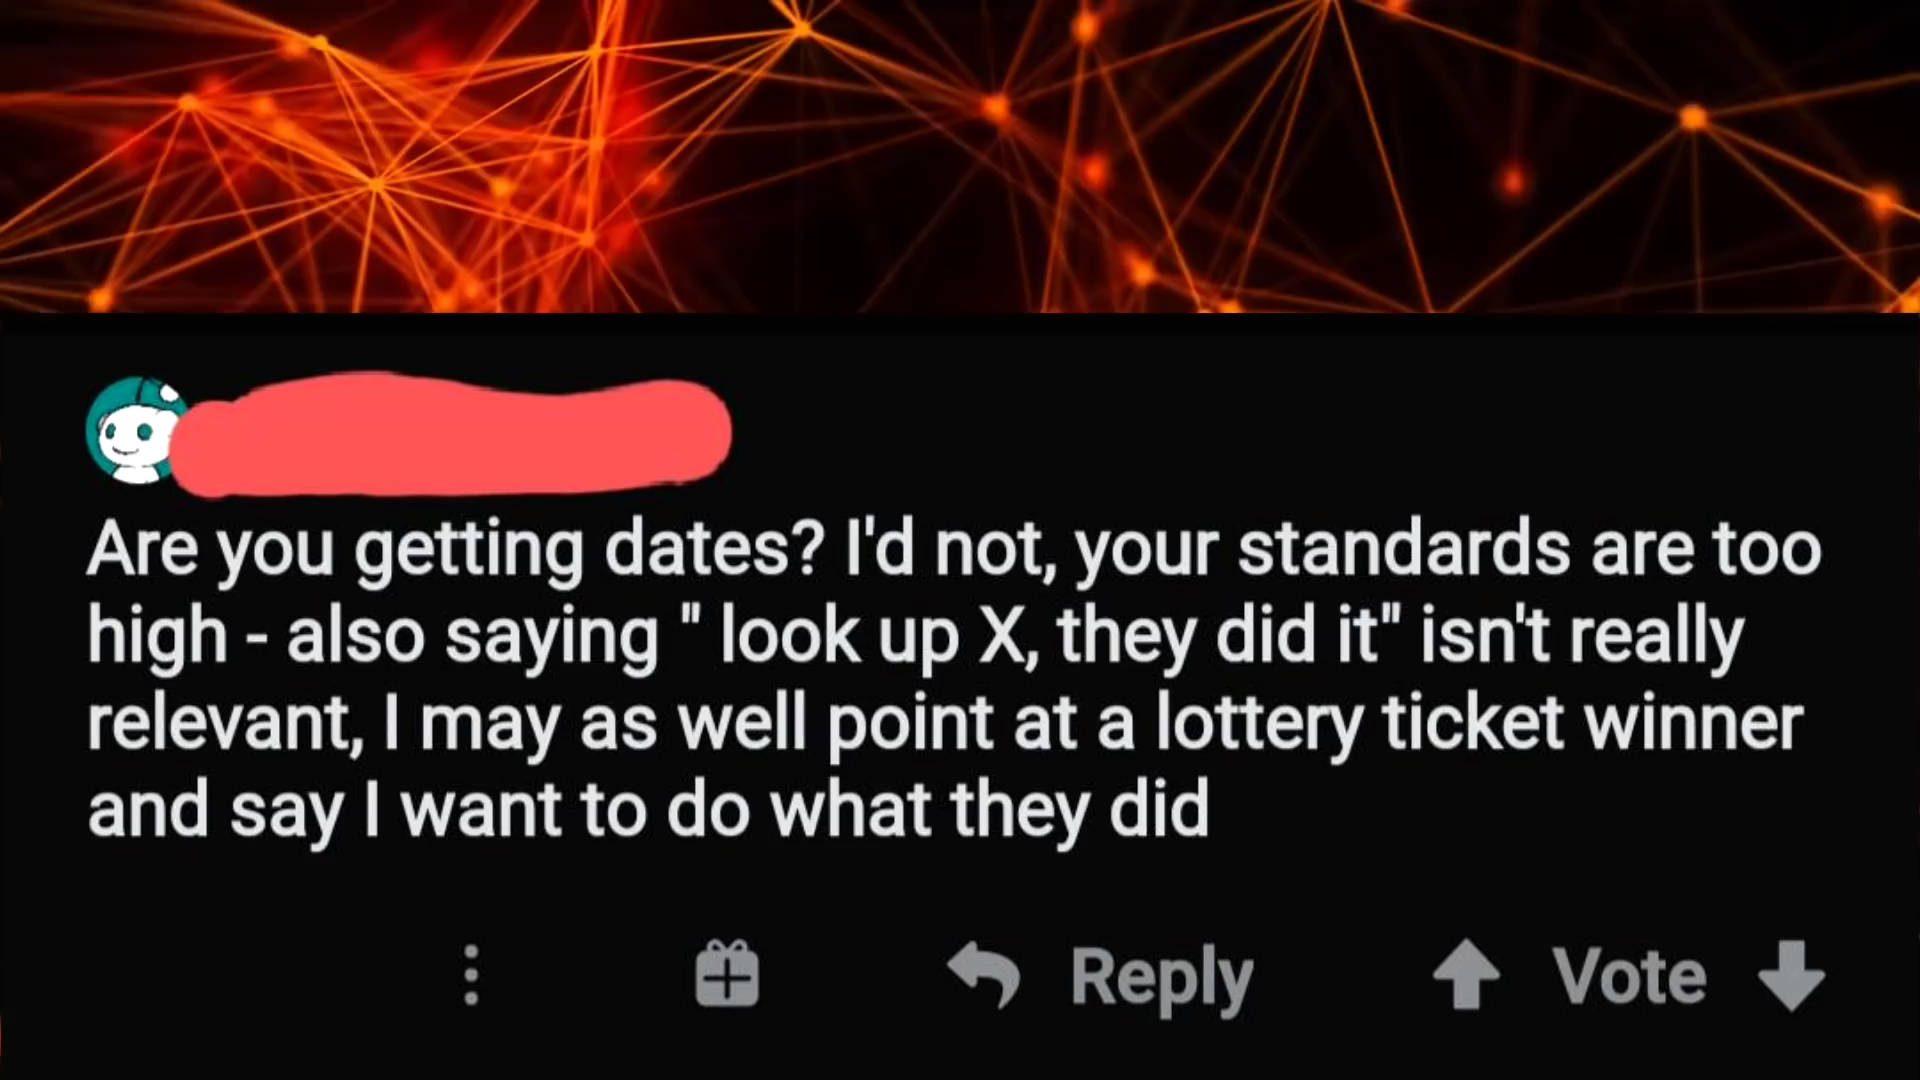 Are you getting dates? I'd not, your standards are too
high - also saying " look up X, they did it" isn't really
relevant, I may as well point at a lottery ticket winner
and say I want to do what they did
Reply Vote